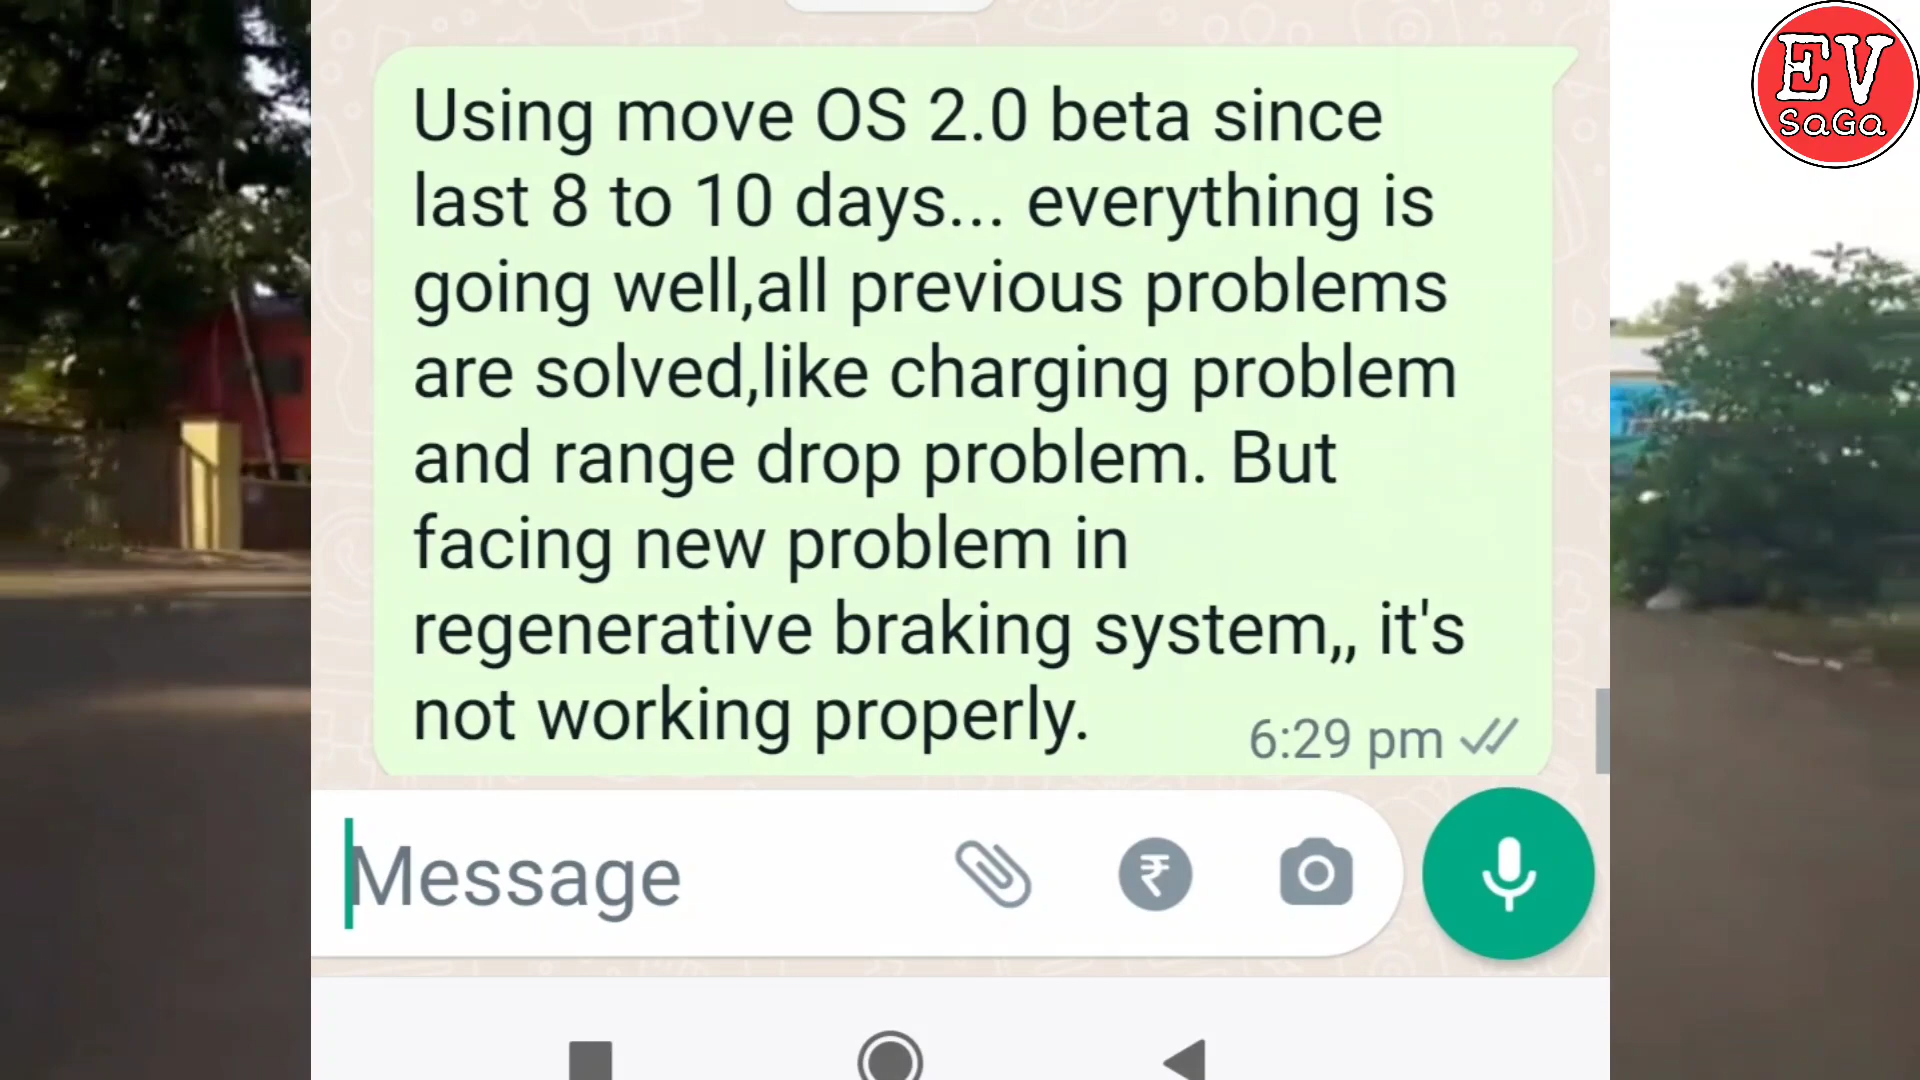 EV
SaGa
Using move OS 2.0 beta since
last 8 to 10 days... everything is
going well,all previous problems
are solved,like charging problem
and range drop problem. But
facing new problem in
regenerative braking system,, it's
not working properly.
6:29 pm
Message